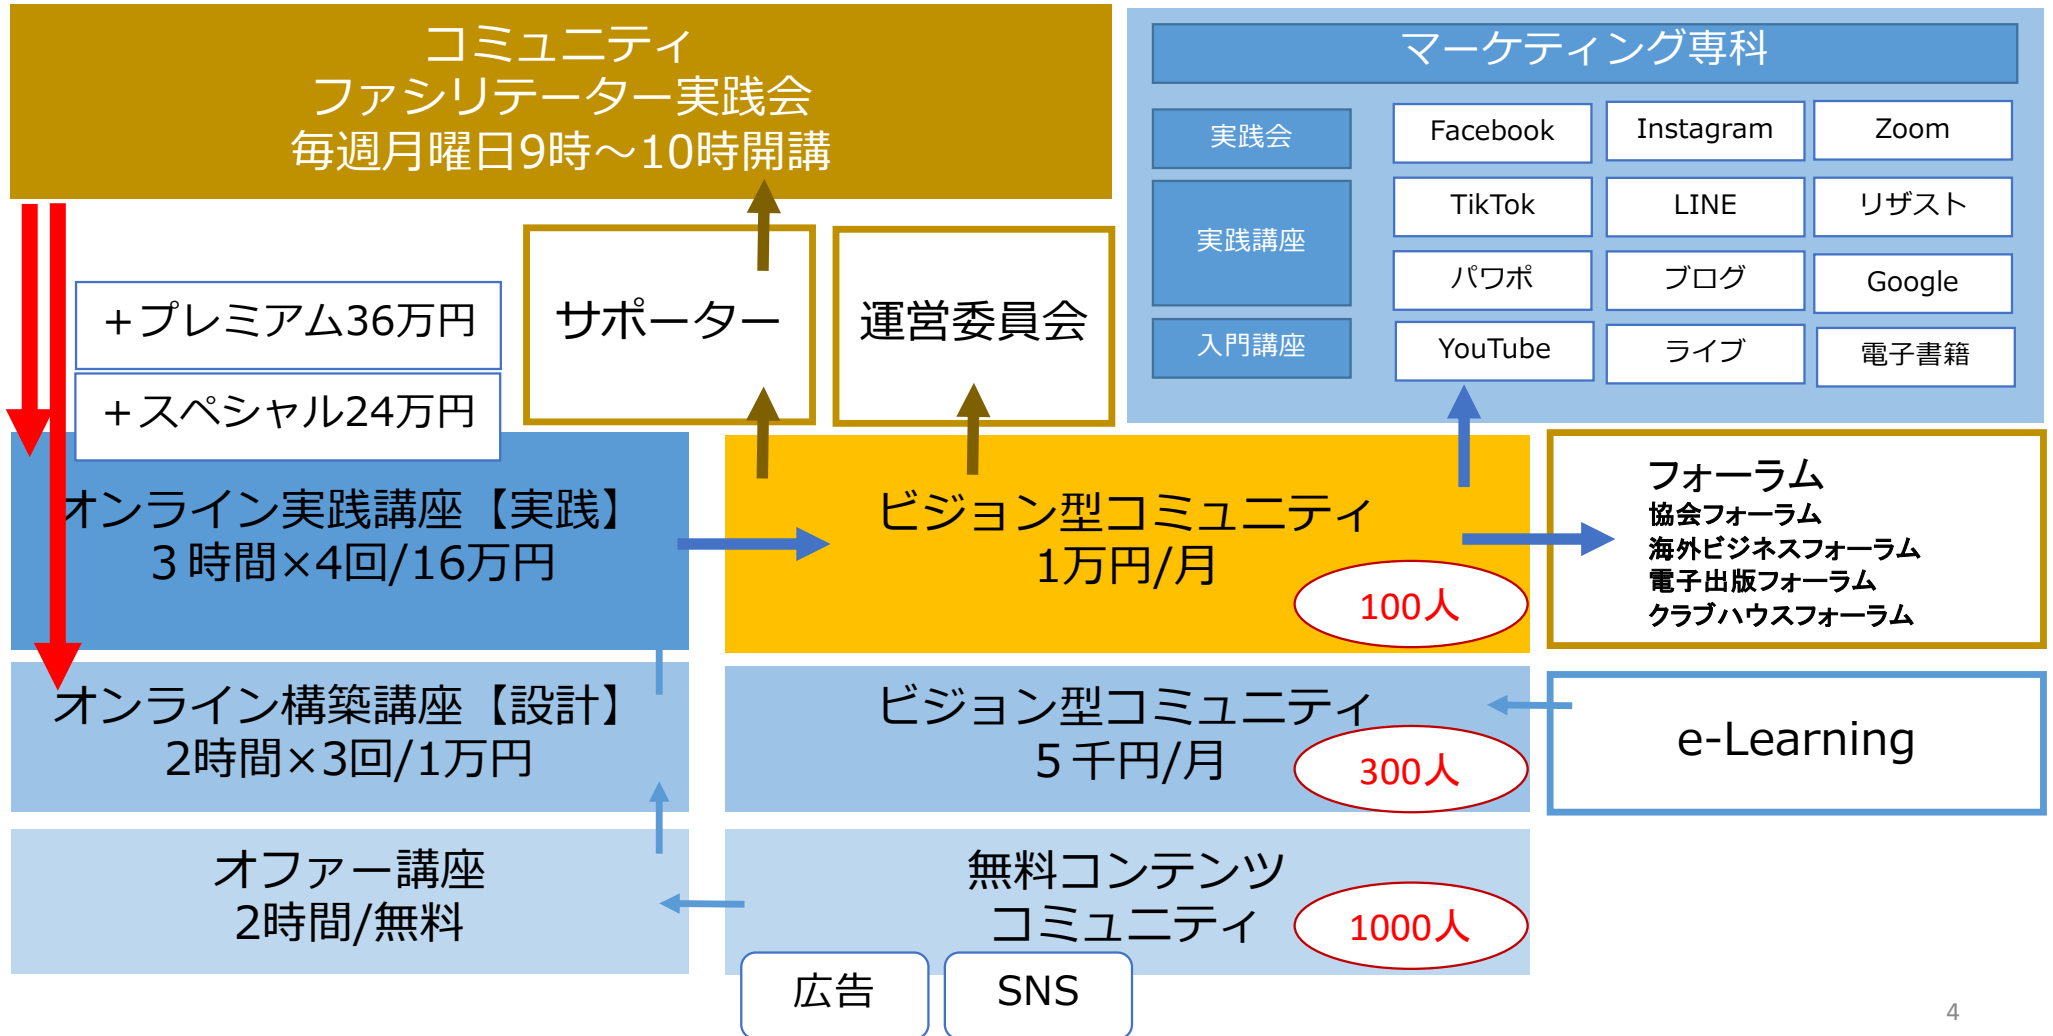 コミュニティ
ファシリテーター実践会
毎週月曜日9時～10時開講
マーケティング専科
実践会
実践講座
入門講座
Facebook
Instagram
Zoom
TikTok
LINE
リザスト
パワポ
ブログ
Google
YouTube
ライブ
電子書籍
サポーター
運営委員会
＋プレミアム36万円
＋スペシャル24万円
オンライン実践講座【実践】
３時間×4回/16万円
ビジョン型コミュニティ
1万円/月
100人
フォーラム
協会フォーラム
海外ビジネスフォーラム
電子出版フォーラム
クラブハウスフォーラム
オンライン構築講座【設計】
2時間×3回/1万円
ビジョン型コミュニティ
５千円/月
300人
e-Learning
オファー講座
2時間/無料
無料コンテンツ
コミュニティ
1000人
広告
SNS
4